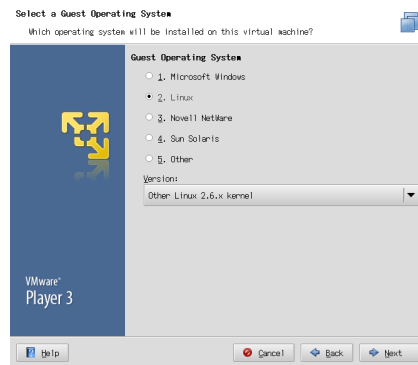 Select a Guest Operating System
Which operating system will be installed on this virtual machine?
Guest Operating System
1. Microsoft Windows
2. Linux
3. Novell NetWare
4. Sun Solaris
5. Other
Version:
Other Linux 2.6.x kernel
VMware®
Player 3
Help
Cancel
Back
Next